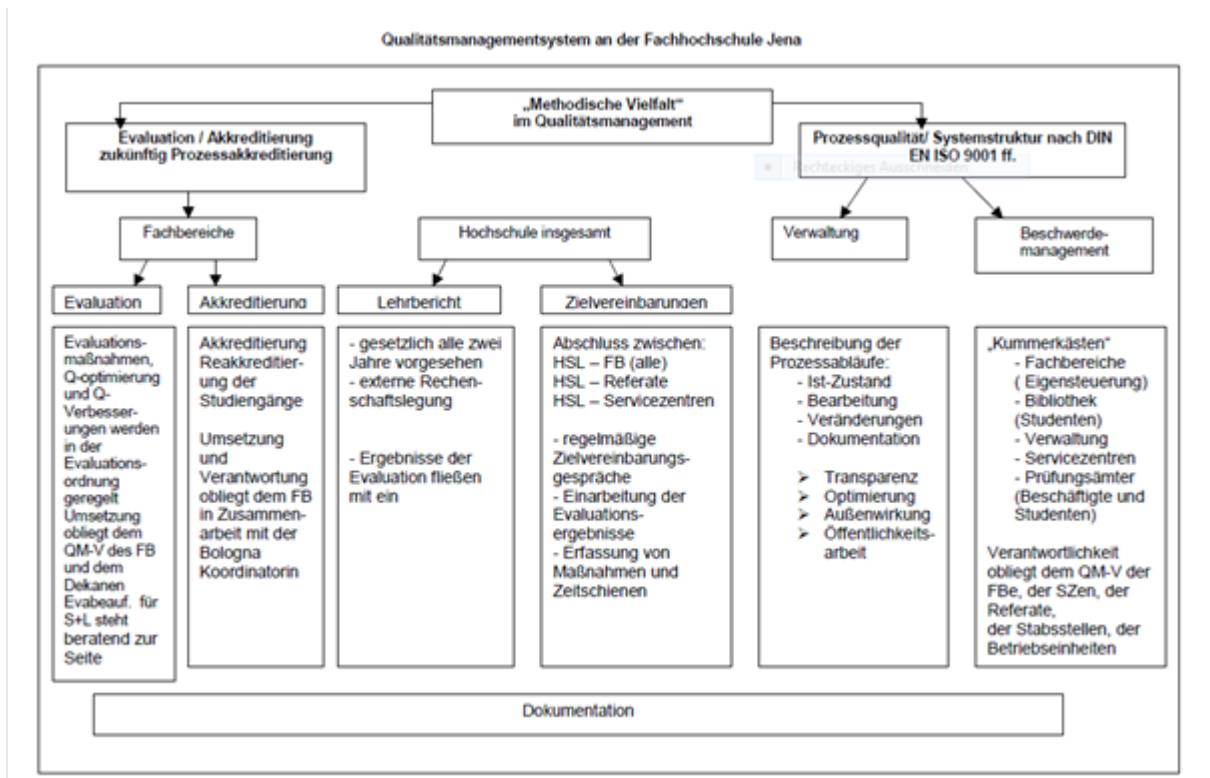 Qualitätsmanagementsystem an der Fachhochschule Jena
„Methodische Vielfalt“
im Qualitätsmanagement
Evaluation / Akkreditierung
zukünftig Prozessakkreditierung
Prozessqualität/ Systemstruktur nach DIN
EN ISO 9001 ff.
Rechteckiges Ausschneiden
Fachbereiche
Hochschule insgesamt
Verwaltung
Beschwerde-
management
Evaluation
Akkreditierung
Lehrbericht
Zielvereinbarungen
Evaluations-
maßnahmen,
Q-optimierung
und Q-
Verbesser-
ungen werden
in der
Evaluations-
ordnung
geregelt
Umsetzung
obliegt dem
QM-V des FB
und dem
Dekanen
Evabeauf. für
S+L steht
beratend zur
Seite
Akkreditierung
Reakkreditier-
ung der
Studiengänge
Umsetzung
und
Verantwortung
obliegt dem FB
in Zusammen-
arbeit mit der
Bologna
Koordinatorin
- gesetzlich alle zwei
Jahre vorgesehen
- externe Rechen-
schaftslegung
- Ergebnisse der
Evaluation fließen
mit ein
Abschluss zwischen:
HSL – FB (alle)
HSL – Referate
HSL – Servicezentren
- regelmäßige
Zielvereinbarungs-
gespräche
- Einarbeitung der
Evaluations-
ergebnisse
- Erfassung von
Maßnahmen und
Zeitschienen
Beschreibung der
Prozessabläufe:
- Ist-Zustand
- Bearbeitung
- Veränderungen
- Dokumentation
➢ Transparenz
➢ Optimierung
➢ Außenwirkung
➢ Öffentlichkeits-
arbeit
„Kummerkästen“
- Fachbereiche
( Eigensteuerung)
- Bibliothek
(Studenten)
- Verwaltung
- Servicezentren
- Prüfungsämter
(Beschäftigte und
Studenten)
Verantwortlichkeit
obliegt dem QM-V der
FBe, der SZen, der
Referate,
der Stabsstellen, der
Betriebseinheiten
Dokumentation